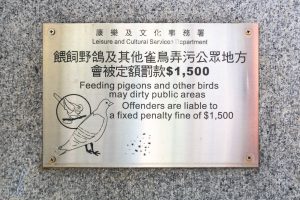 康樂及文化事務署
Leisure and Cultural Services Department
餵飼野鴿及其他雀鳥弄污公眾地方
會被定額罰款$1,500
Feeding pigeons and other birds
may dirty public areas
Offenders are liable to
a fixed penalty fine of $1,500